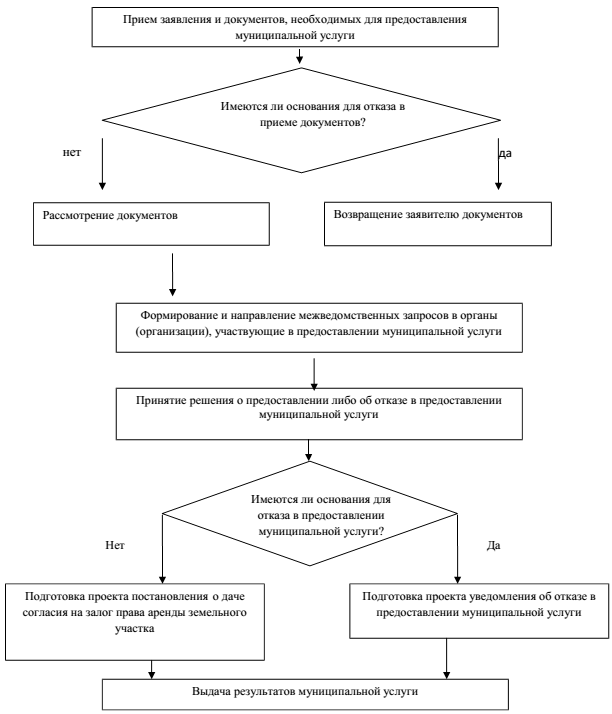 Прием заявления и документов, необходимых для предоставления
муниципальной услуги
Имеются ли основания для отказа в
приеме документов?
нет
да
Рассмотрение документов
Возвращение заявителю документов
Формирование и направление межведомственных запросов в органы
(организации), участвующие в предоставлении муниципальной услуги
Принятие решения о предоставлении либо об отказе в предоставлении
муниципальной услуги
Имеются ли основания для
отказа в предоставлении
муниципальной услуги?
Нет
Да
Подготовка проекта постановления о даче
согласия на залог права аренды земельного
участка
Подготовка проекта уведомления об отказе в
предоставлении муниципальной услуги
Выдача результатов муниципальной услуги